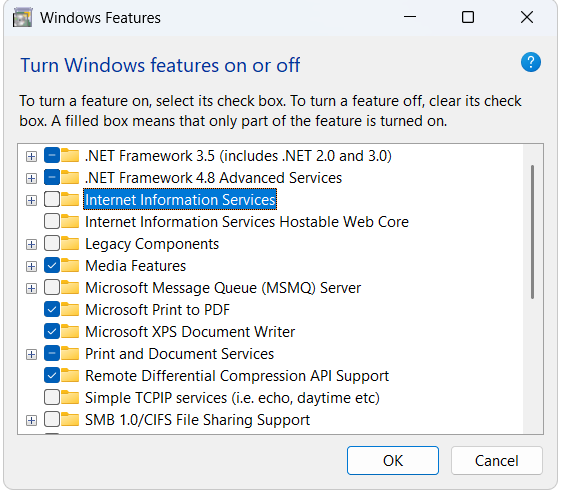 Windows Features
Turn Windows features on or off
?
To turn a feature on, select its check box. To turn a feature off, clear its check
box. A filled box means that only part of the feature is turned on.
.NET Framework 3.5 (includes .NET 2.0 and 3.0)
.NET Framework 4.8 Advanced Services
Internet Information Services
Internet Information Services Hostable Web Core
Legacy Components
Media Features
Microsoft Message Queue (MSMQ) Server
Microsoft Print to PDF
Microsoft XPS Document Writer
Print and Document Services
Remote Differential Compression API Support
Simple TCPIP services (i.e. echo, daytime etc)
SMB 1.0/CIFS File Sharing Support
OK
Cancel